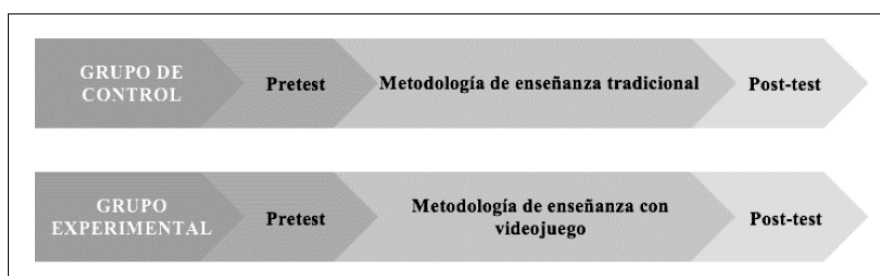 GRUPO DE
CONTROL
Pretest
Metodología de enseñanza tradicional
Post-test
GRUPO
EXPERIMENTAL
Pretest
Metodología de enseñanza con
videojuego
Post-test